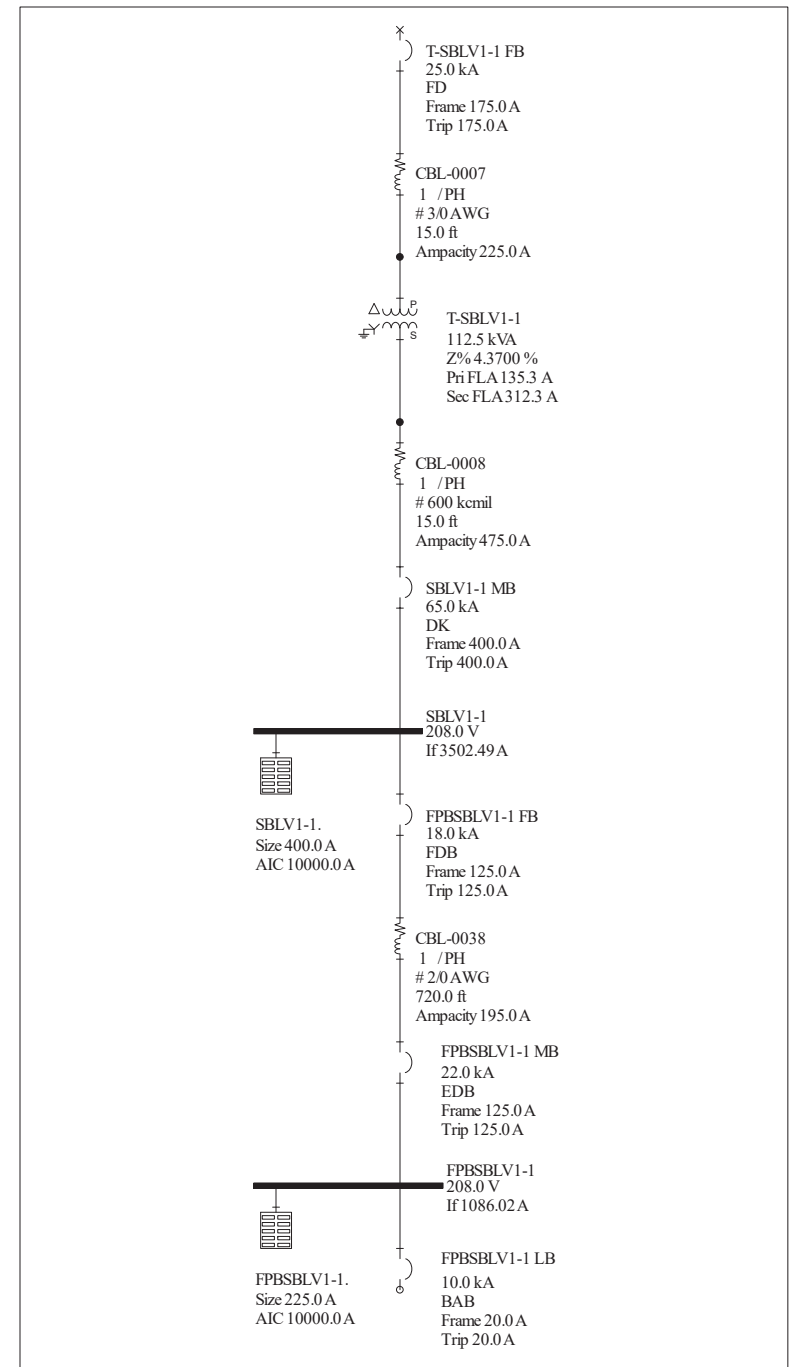 T-SBLV1-1 FB
25.0 kA
FD
Frame 175.0 A
Trip 175.0 A
CBL-0007
1 /PH
# 3/0 AWG
15.0 ft
Ampacity 225.0 A
P
S
T-SBLV1-1
112.5 kVA
Z% 4.3700 %
Pri FLA 135.3 A
Sec FLA 312.3 A
CBL-0008
1 /PH
# 600 kcmil
15.0 ft
Ampacity 475.0 A
SBLV1-1 MB
65.0 kA
DK
Frame 400.0 A
Trip 400.0 A
SBLV1-1
208.0 V
If 3502.49 A
SBLV1-1.
Size 400.0 A
AIC 10000.0 A
FPBSBLV1-1 FB
18.0 kA
FDB
Frame 125.0 A
Trip 125.0 A
CBL-0038
1 /PH
# 2/0 AWG
720.0 ft
Ampacity 195.0 A
FPBSBLV1-1 MB
22.0 kA
EDB
Frame 125.0 A
Trip 125.0 A
FPBSBLV1-1
208.0 V
If 1086.02 A
FPBSBLV1-1.
Size 225.0 A
AIC 10000.0 A
FPBSBLV1-1 LB
10.0 kA
BAB
Frame 20.0 A
Trip 20.0 A